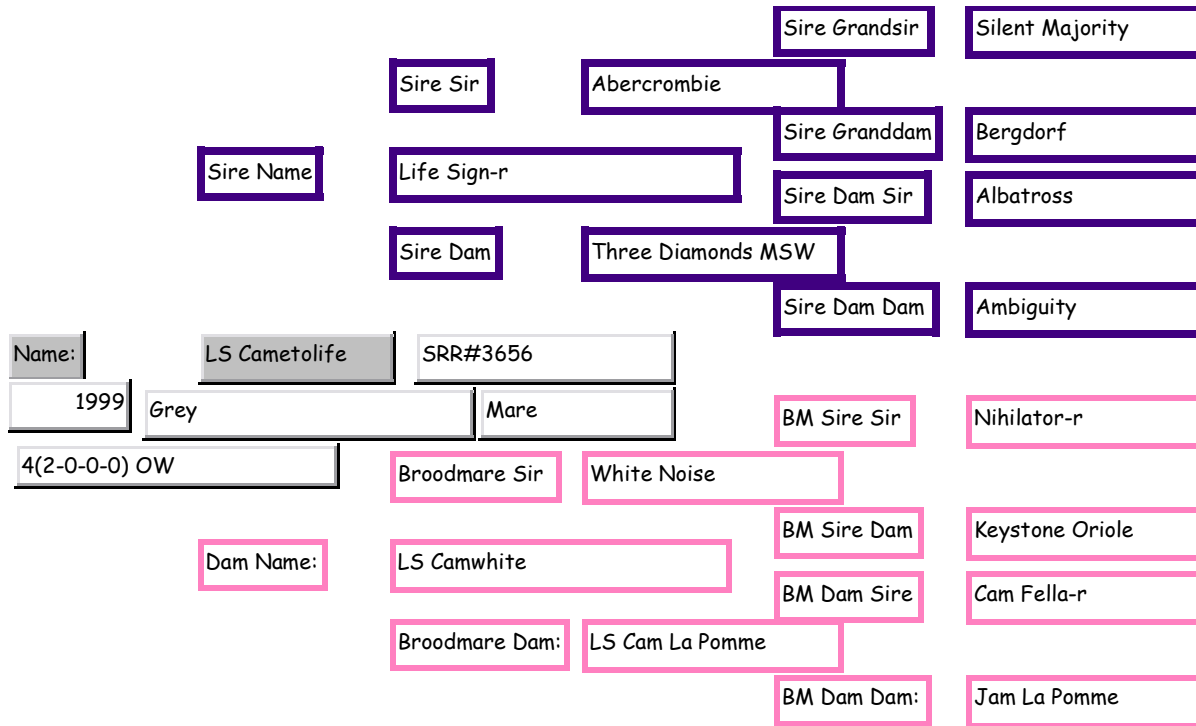 Sire Grandsir Silent Majority
Sire Sir Abercrombie
Sire Granddam Bergdorf
Sire Name Life Sign-r
Sire Dam Sir Albatross
Sire Dam Three Diamonds MSW
Sire Dam Dam Ambiguity
Name: LS Cametolife SRR#3656
1999 Grey Mare
BM Sire Sir Nihilator-r
4(2-0-0-0) OW
Broodmare Sir White Noise
BM Sire Dam Keystone Oriole
Dam Name: LS Camwhite
BM Dam Sire Cam Fella-r
Broodmare Dam: LS Cam La Pomme
BM Dam Dam: Jam La Pomme